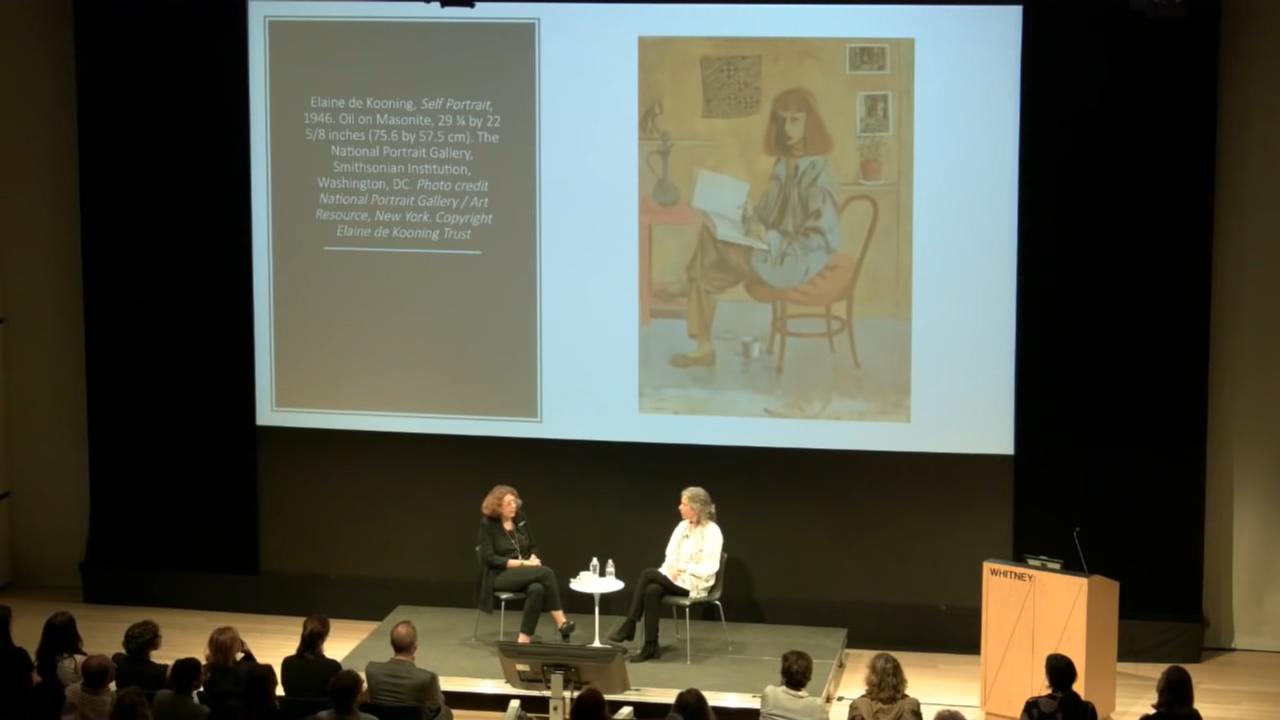 Elaine de Kooning, Self Portrait,
1946. Oil on Masonite, 29 ¾ by 22
5/8 inches (75.6 by 57.5 cm). The
National Portrait Gallery,
Smithsonian Institution,
Washington, DC. Photo credit
National Portrait Gallery / Art
Resource, New York. Copyright
Elaine de Kooning Trust
WHITNEY